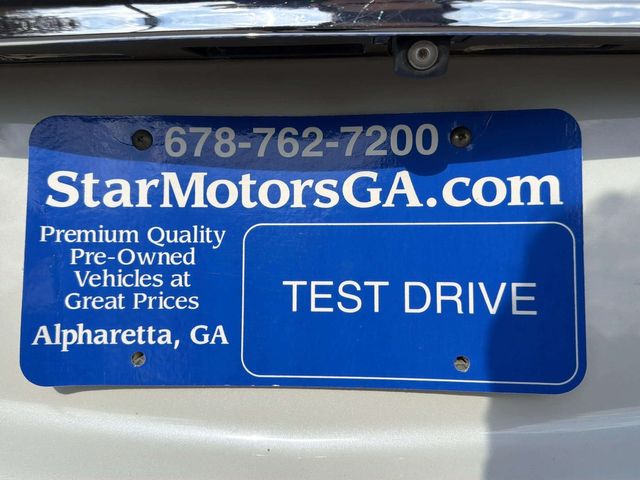 678-762-7200
StarMotorsGA.com
Premium Quality
Pre-Owned
Vehicles at
Great Prices
Alpharetta, GA
TEST DRIVE